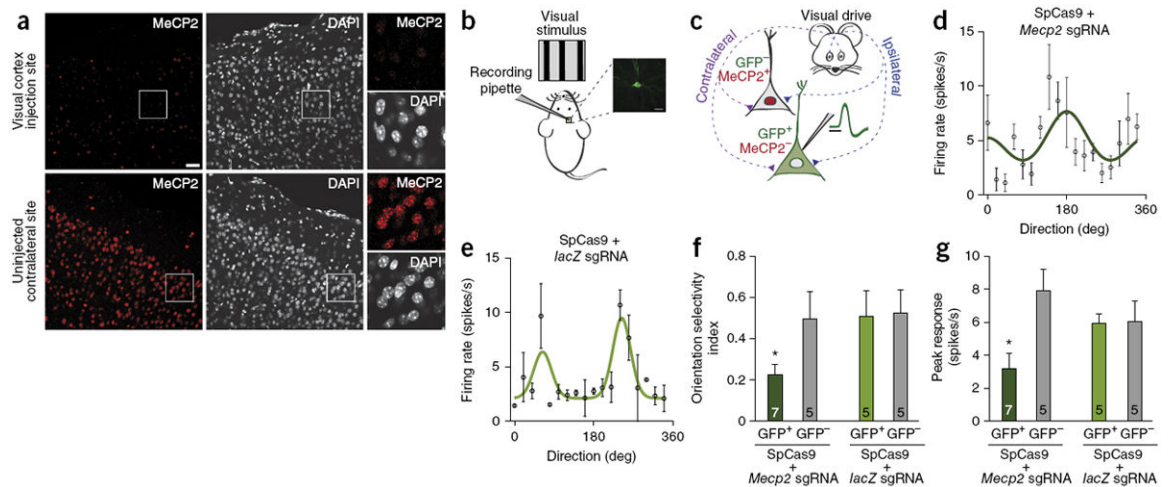 a
Visual cortex
injection site
MeCP2
DAPI
MeCP2
DAPI
Uninjected
contralateral site
MeCP2
DAPI
MeCP2
DAPI
b
Visual
stimulus
Recording
pipette
c
Visual drive
Contralateral
Ipsilateral
GFP−
MeCP2+
GFP+
MeCP2−
d
SpCas9 +
Mecp2 sgRNA
Firing rate (spikes/s)
15
10
5
0
0
180
360
Direction (deg)
e
SpCas9 +
lacZ sgRNA
Firing rate (spikes/s)
15
10
5
0
0
180
360
Direction (deg)
f
Orientation selectivity
index
0.8
0.6
0.4
0.2
0
*
7
5
5
5
GFP+ GFP−
GFP+ GFP−
SpCas9
+
Mecp2 sgRNA
SpCas9
+
lacZ sgRNA
g
Peak response
(spikes/s)
10
8
6
4
2
0
*
7
5
5
5
GFP+ GFP−
GFP+ GFP−
SpCas9
+
Mecp2 sgRNA
SpCas9
+
lacZ sgRNA